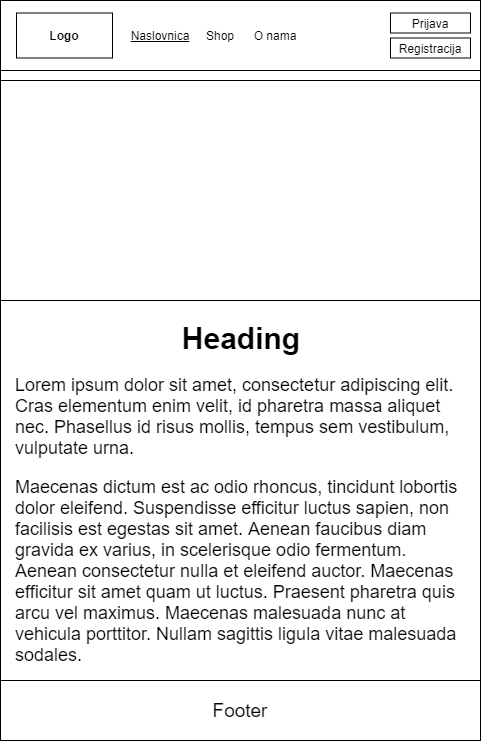 Logo
Naslovnica Shop O nama
Prijava
Registracija
Heading
Lorem ipsum dolor sit amet, consectetur adipiscing elit.
Cras elementum enim velit, id pharetra massa aliquet
nec. Phasellus id risus mollis, tempus sem vestibulum,
vulputate urna.
Maecenas dictum est ac odio rhoncus, tincidunt lobortis
dolor eleifend. Suspendisse efficitur luctus sapien, non
facilisis est egestas sit amet. Aenean faucibus diam
gravida ex varius, in scelerisque odio fermentum.
Aenean consectetur nulla et eleifend auctor. Maecenas
efficitur sit amet quam ut luctus. Praesent pharetra quis
arcu vel maximus. Maecenas malesuada nunc at
vehicula porttitor. Nullam sagittis ligula vitae malesuada
sodales.
Footer